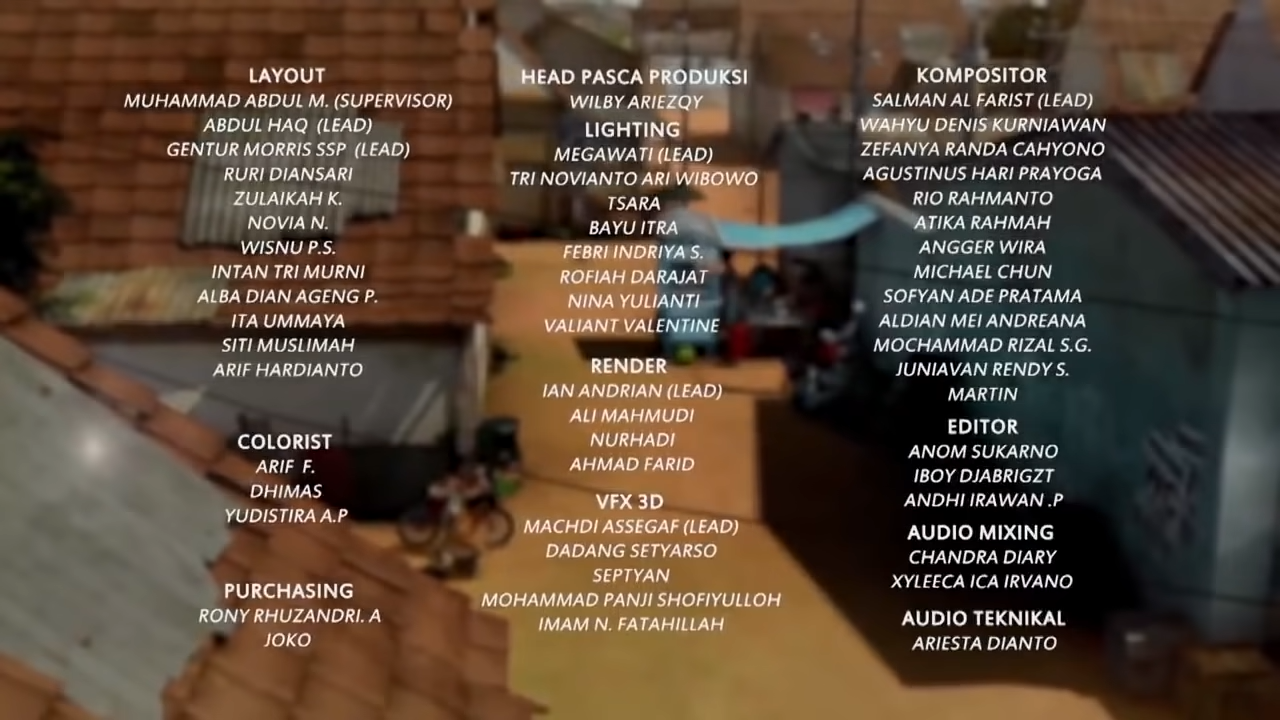 LAYOUT
MUHAMMAD ABDUL M. (SUPERVISOR)
ABDUL HAQ (LEAD)
GENTUR MORRIS SSP (LEAD)
RURI DIANSARI
ZULAIKAH K.
NOVIA N.
WISNU P.S.
INTAN TRI MURNI
ALBA DIAN AGENG P.
ITA UMMAYA
SITI MUSLIMAH
ARIF HARDIANTO
COLORIST
ARIF F.
DHIMAS
YUDISTIRA A.P
PURCHASING
RONY RHUZANDRI. A
JOKO
HEAD PASCA PRODUKSI
WILBY ARIEZQY
LIGHTING
MEGAWATI (LEAD)
TRI NOVIANTO ARI WIBOWO
TSARA
BAYU ITRA
FEBRI INDRIYA S.
ROFIAH DARAJAT
NINA YULIANTI
VALIANT VALENTINE
RENDER
IAN ANDRIAN (LEAD)
ALI MAHMUDI
NURHADI
AHMAD FARID
VFX 3D
MACHDI ASSEGAF (LEAD)
DADANG SETYARSO
SEPTYAN
MOHAMMAD PANJI SHOFIYULLOH
IMAM N. FATAHILLAH
KOMPOSITOR
SALMAN AL FARIST (LEAD)
WAHYU DENIS KURNIAWAN
ZEFANYA RANDA CAHYONO
AGUSTINUS HARI PRAYOGA
RIO RAHMANTO
ATIKA RAHMAH
ANGGER WIRA
MICHAEL CHUN
SOFYAN ADE PRATAMA
ALDIAN MEI ANDREANA
MOCHAMMAD RIZAL S.G.
JUNIAVAN RENDY S.
MARTIN
EDITOR
ANOM SUKARNO
IBOY DJABRIGZT
ANDHI IRAWAN .P
AUDIO MIXING
CHANDRA DIARY
XYLEECA ICA IRVANO
AUDIO TEKNIKAL
ARIESTA DIANTO